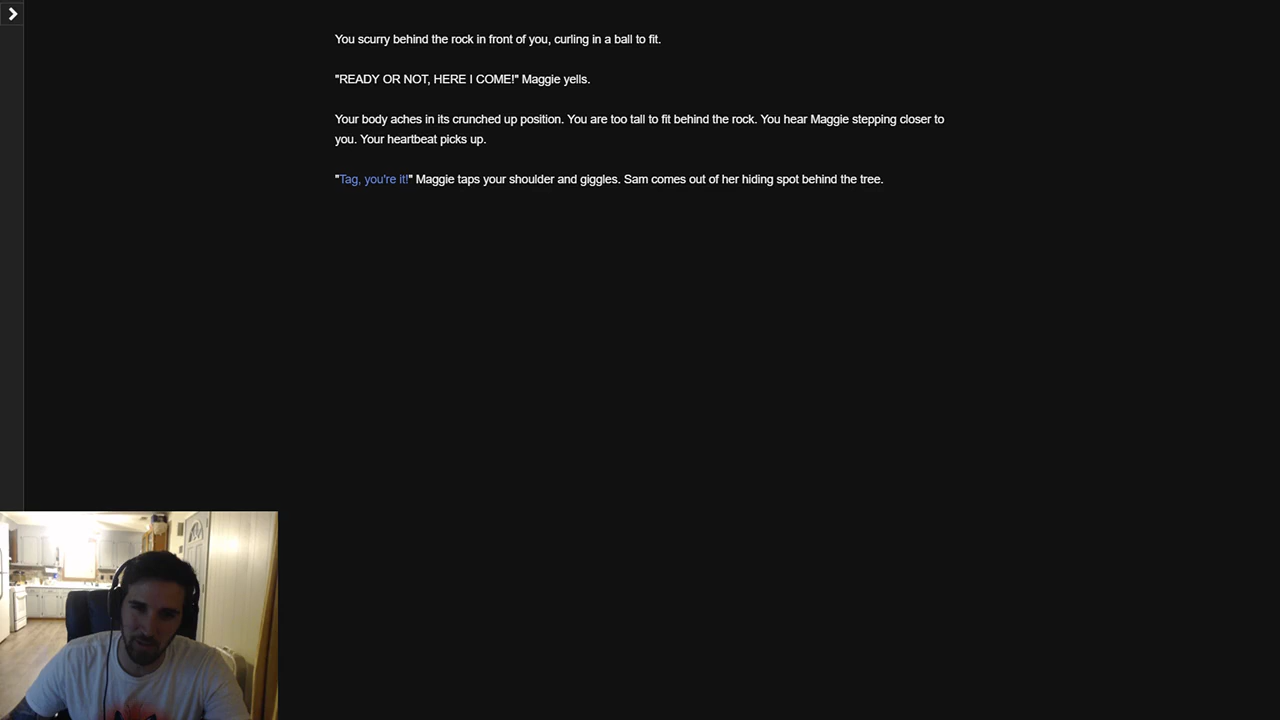 You scurry behind the rock in front of you, curling in a ball to fit.
"READY OR NOT, HERE I COME!" Maggie yells.
Your body aches in its crunched up position. You are too tall to fit behind the rock. You hear Maggie stepping closer to
you. Your heartbeat picks up.
"Tag, you're it!" Maggie taps your shoulder and giggles. Sam comes out of her hiding spot behind the tree.